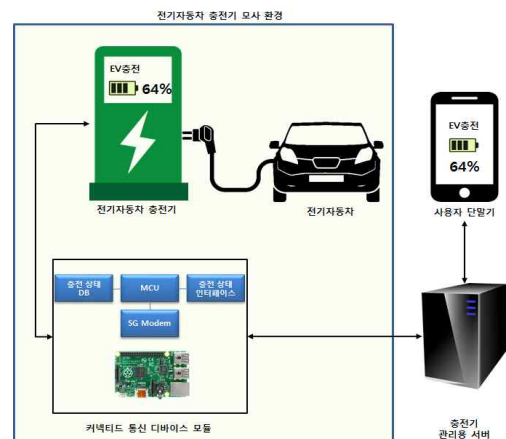 전기자동차 충전기 모사 환경
EV충전
64%
전기자동차 충전기
전기자동차
EV충전
64%
사용자 단말기
충전 상태
DB
MCU
충전 상태
인터페이스
SG Modem
커넥티드 통신 디바이스 모듈
충전기
관리용 서버